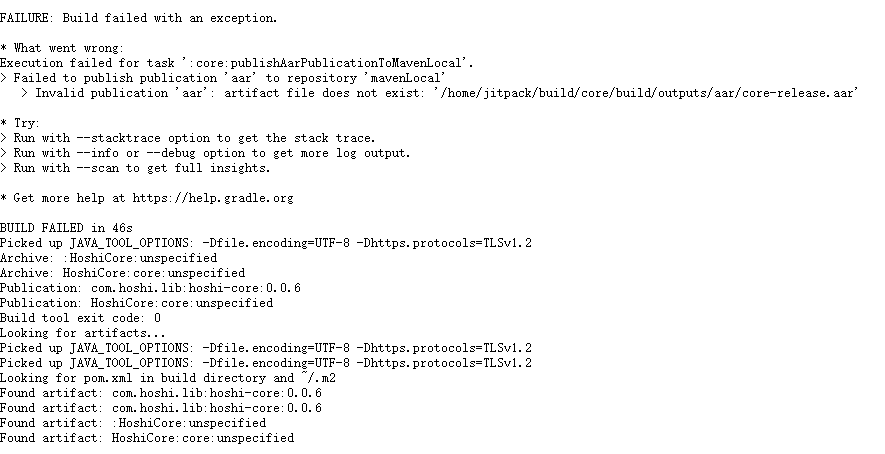 FAILURE: Build failed with an exception.
* What went wrong:
Execution failed for task ':core:publishAarPublicationToMavenLocal'.
> Failed to publish publication 'aar' to repository 'mavenLocal'
> Invalid publication 'aar': artifact file does not exist: '/home/jitpack/build/core/build/outputs/aar/core-release.aar'
* Try:
> Run with --stacktrace option to get the stack trace.
> Run with --info or --debug option to get more log output.
> Run with --scan to get full insights.
* Get more help at https://help.gradle.org
BUILD FAILED in 46s
Picked up JAVA_TOOL_OPTIONS: -Dfile.encoding=UTF-8 -Dhttps.protocols=TLSv1.2
Archive: :HoshiCore:unspecified
Archive: HoshiCore:core:unspecified
Publication: com.hoshi.lib:hoshi-core:0.0.6
Publication: HoshiCore:core:unspecified
Build tool exit code: 0
Looking for artifacts...
Picked up JAVA_TOOL_OPTIONS: -Dfile.encoding=UTF-8 -Dhttps.protocols=TLSv1.2
Picked up JAVA_TOOL_OPTIONS: -Dfile.encoding=UTF-8 -Dhttps.protocols=TLSv1.2
Looking for pom.xml in build directory and ~/.m2
Found artifact: com.hoshi.lib:hoshi-core:0.0.6
Found artifact: com.hoshi.lib:hoshi-core:0.0.6
Found artifact: :HoshiCore:unspecified
Found artifact: HoshiCore:core:unspecified